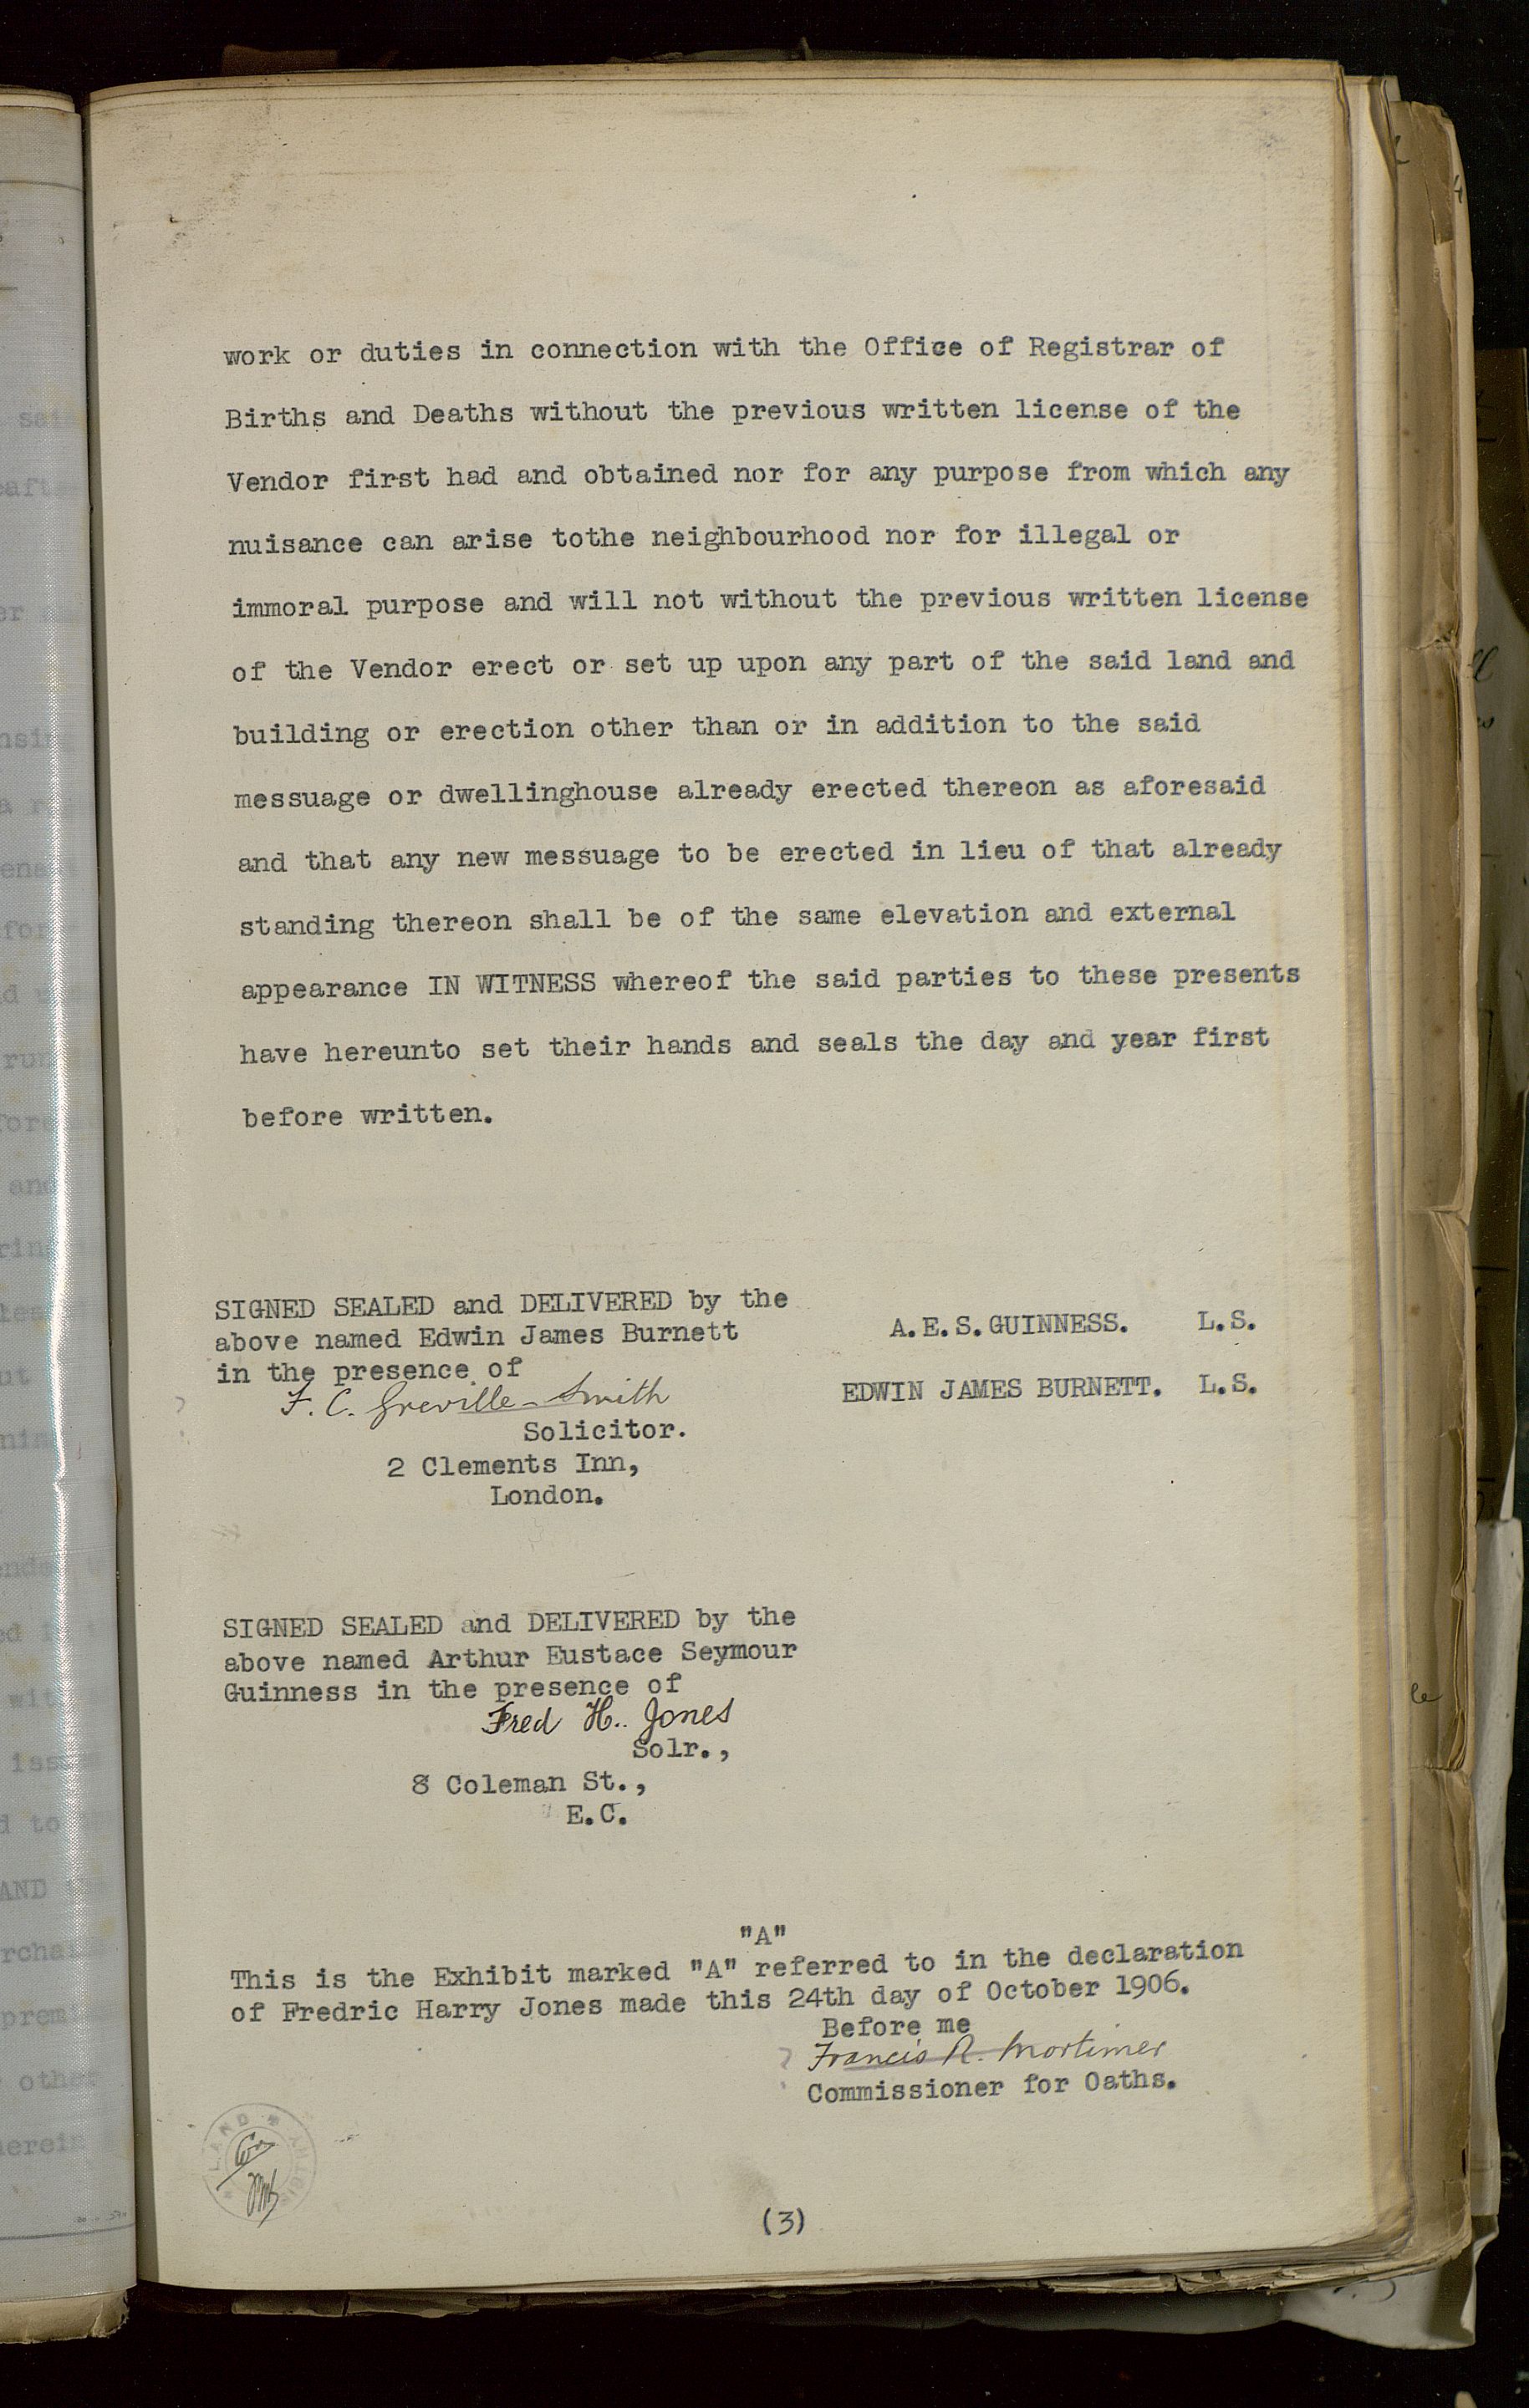 work or duties in connection with the Office of Registrar of
Births and Deaths without the previous written license of the
Vendor first had and obtained nor for any purpose from which any
nuisance can arise tothe neighbourhood nor for illegal or
immoral purpose and will not without the previous written license
of the Vendor erect or set up upon any part of the said land and
building or erection other than or in addition to the said
messuage or dwellinghouse already erected thereon as aforesaid
and that any new messuage to be erected in lieu of that already
standing thereon shall be of the same elevation and external
appearance IN WITNESS whereof the said parties to these presents
have hereunto set their hands and seals the day and year first
before written.
SIGNED SEALED and DELIVERED by the
above named Edwin James Burnett
in the presence of
F. C. Greville-Smith
Solicitor.
2 Clements Inn,
London.
A.E.S.GUINNESS. L.S.
EDWIN JAMES BURNETT. L.S.
SIGNED SEALED and DELIVERED by the
above named Arthur Eustace Seymour
Guinness in the presence of
Fred H. Jones
Solr.,
8 Coleman St.,
E.C.
"A"
This is the Exhibit marked "A" referred to in the declaration
of Fredric Harry Jones made this 24th day of October 1906.
Before me
Francis R. Mortimer
Commissioner for Oaths.
LAND
(3)